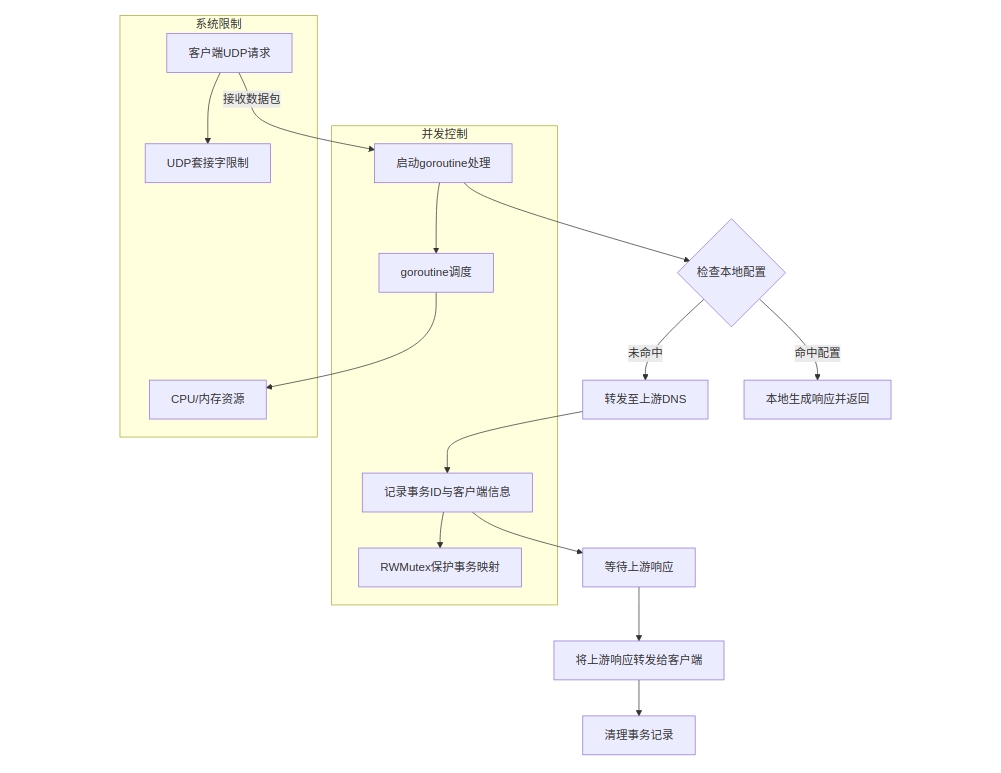 系统限制
客户端UDP请求
接收数据包
UDP套接字限制
并发控制
启动goroutine处理
goroutine调度
检查本地配置
未命中
命中配置
CPU/内存资源
转发至上游DNS
本地生成响应并返回
记录事务ID与客户端信息
RWMutex保护事务映射
等待上游响应
将上游响应转发给客户端
清理事务记录